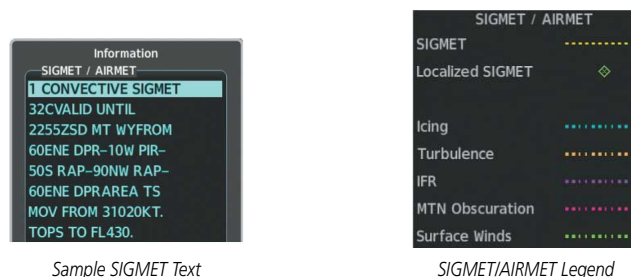 Information
SIGMET / AIRMET
1 CONVECTIVE SIGMET
32CVALID UNTIL
2255ZSD MT WYFROM
60ENE DPR-10W PIR-
50S RAP-90NW RAP-
60ENE DPRAREA TS
MOV FROM 31020KT.
TOPS TO FL430.
Sample SIGMET Text
SIGMET / AIRMET
SIGMET
Localized SIGMET
Icing
Turbulence
IFR
MTN Obscuration
Surface Winds
SIGMET/AIRMET Legend